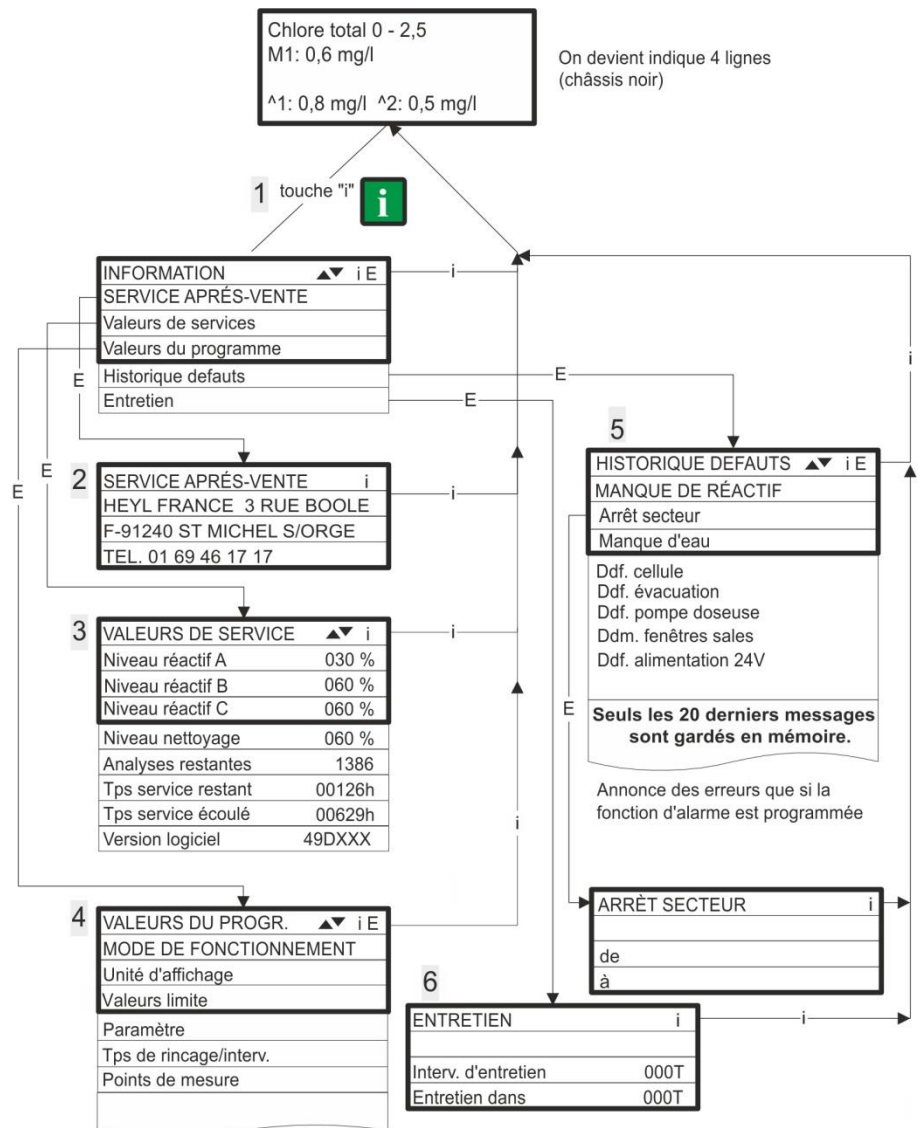 Chlore total 0 - 2,5
M1: 0,6 mg/l
^1: 0,8 mg/l ^2: 0,5 mg/l
On devient indique 4 lignes
(châssis noir)
1 touche "i"
i
INFORMATION ▲▼ i E
SERVICE APRÉS-VENTE
Valeurs de services
Valeurs du programme
Historique defauts
Entretien
E
E
E
E
E
i
i
2
SERVICE APRÉS-VENTE i
HEYL FRANCE 3 RUE BOOLE
F-91240 ST MICHEL S/ORGE
TEL. 01 69 46 17 17
i
3
VALEURS DE SERVICE ▲▼ i
Niveau réactif A 030 %
Niveau réactif B 060 %
Niveau réactif C 060 %
Niveau nettoyage 060 %
Analyses restantes 1386
Tps service restant 00126h
Tps service écoulé 00629h
Version logiciel 49DXXX
i
i
4
VALEURS DU PROGR. ▲▼ i E
MODE DE FONCTIONNEMENT
Unité d'affichage
Valeurs limite
Paramètre
Tps de rincage/interv.
Points de mesure
5
HISTORIQUE DEFAUTS ▲▼ i E
MANQUE DE RÉACTIF
Arrêt secteur
Manque d'eau
Ddf. cellule
Ddf. évacuation
Ddf. pompe doseuse
Ddm. fenêtres sales
Ddf. alimentation 24V
Seuls les 20 derniers messages
sont gardés en mémoire.
E
Annonce des erreurs que si la
fonction d'alarme est programmée
ARRÈT SECTEUR i
de
à
6
ENTRETIEN i
Interv. d'entretien 000T
Entretien dans 000T
i